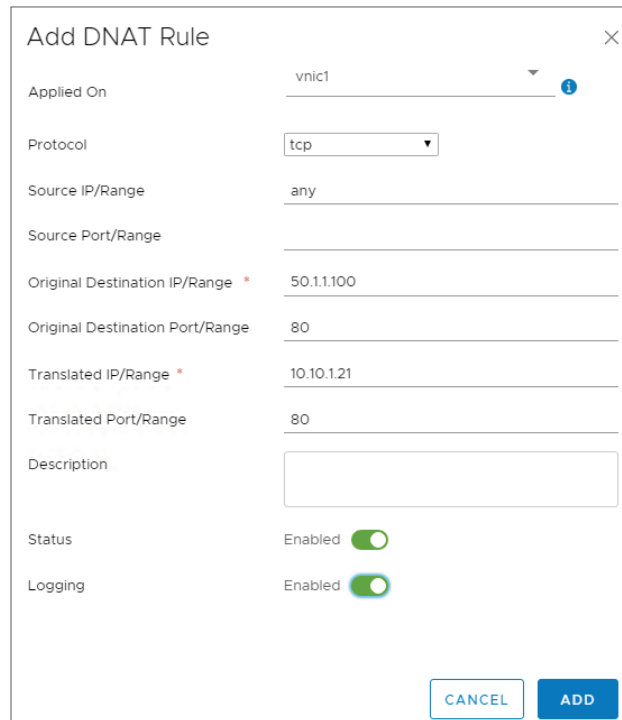 Add DNAT Rule
Applied On vnic1
Protocol tcp
Source IP/Range any
Source Port/Range
Original Destination IP/Range * 50.1.1.100
Original Destination Port/Range 80
Translated IP/Range * 10.10.1.21
Translated Port/Range 80
Description
Status Enabled
Logging Enabled
CANCEL ADD